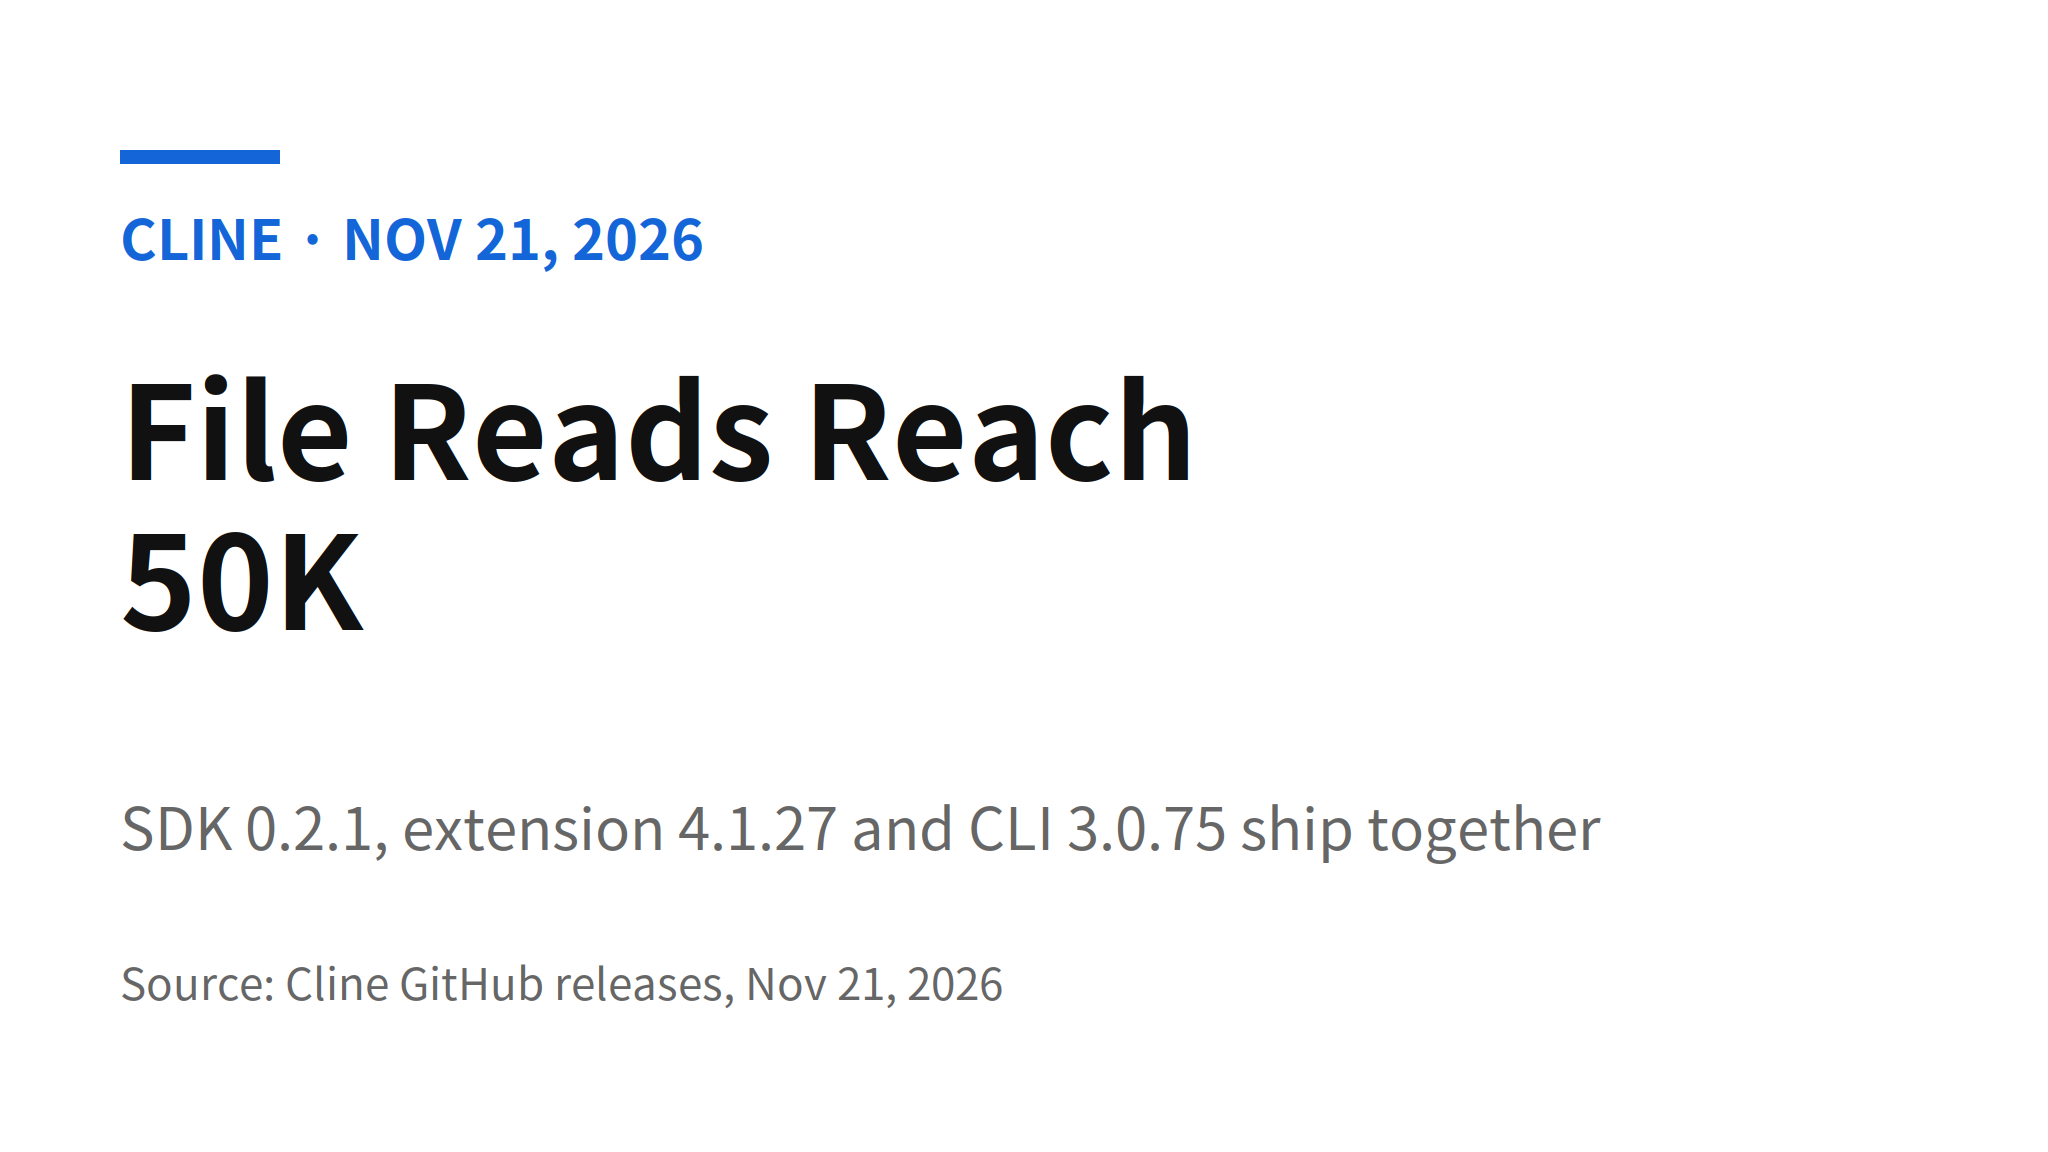 CLINE · NOV 21, 2026
File Reads Reach
50K
SDK 0.2.1, extension 4.1.27 and CLI 3.0.75 ship together
Source: Cline GitHub releases, Nov 21, 2026